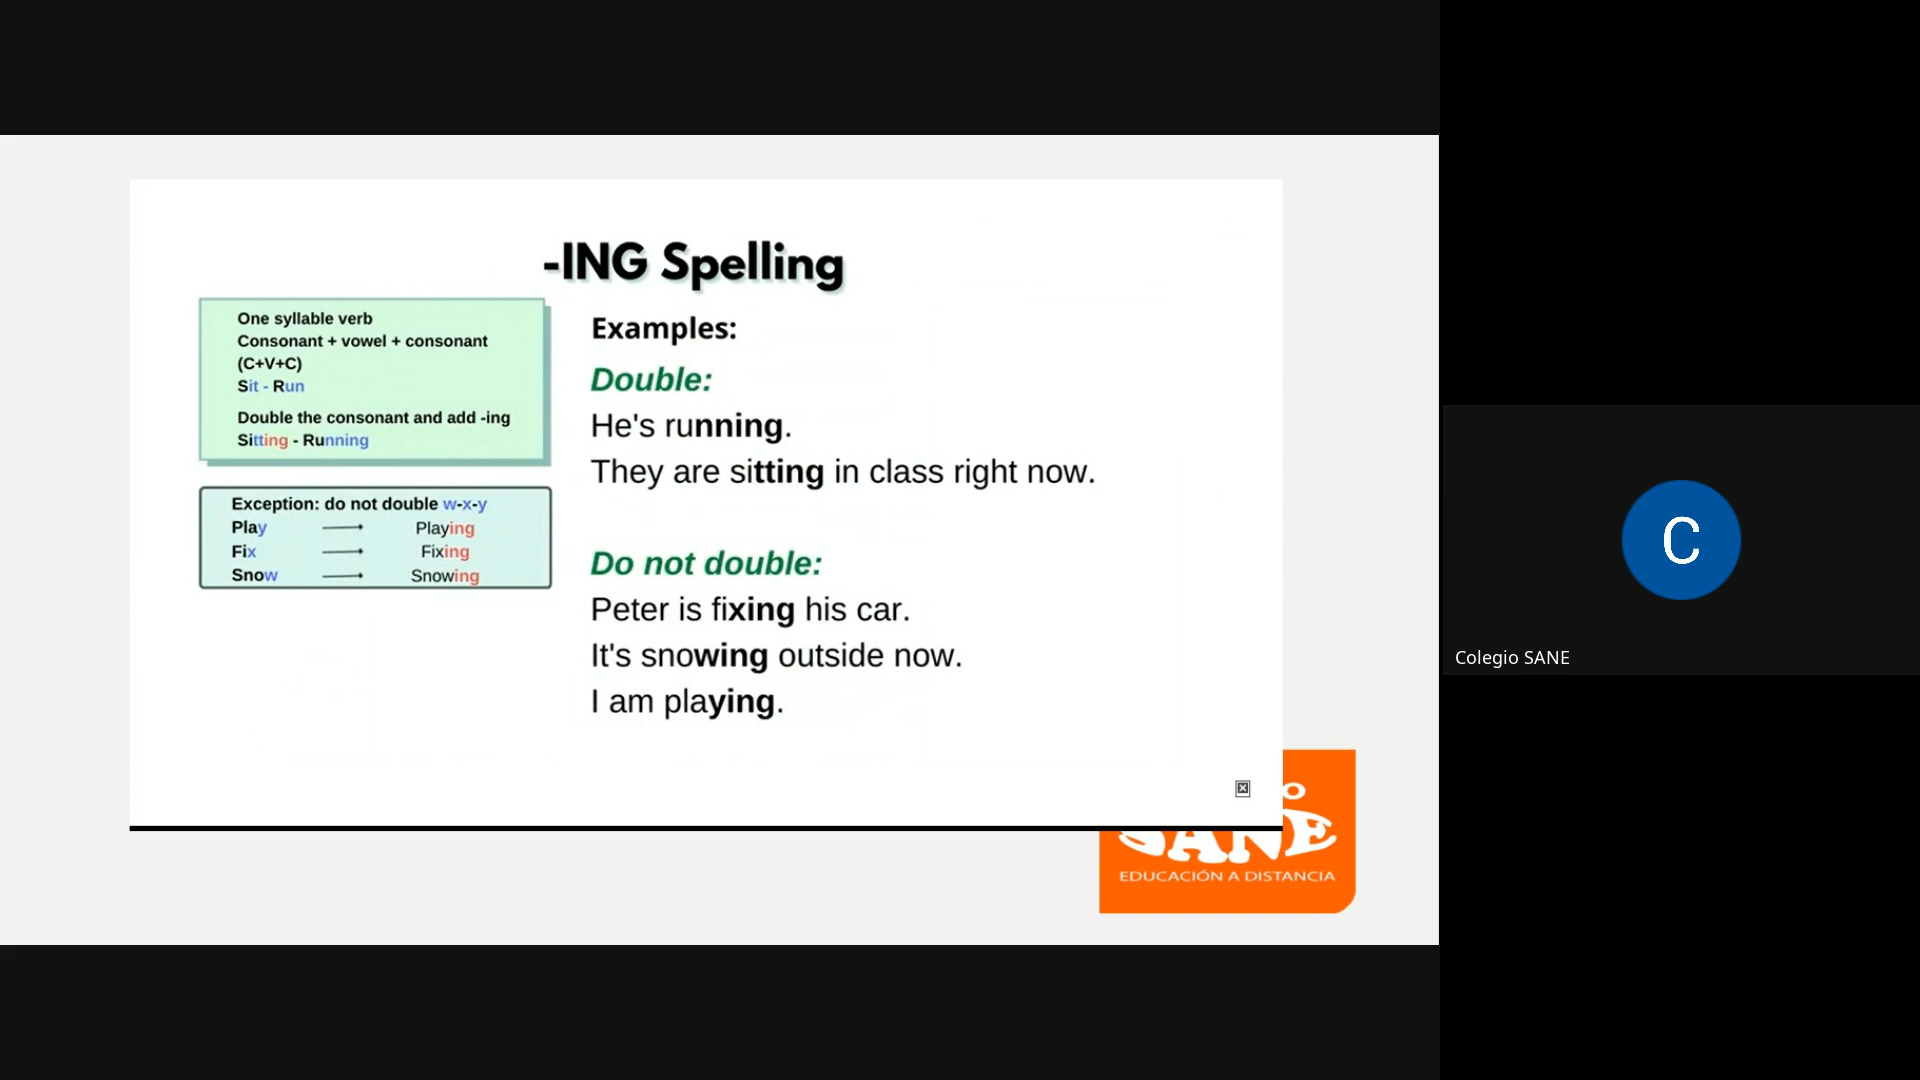 -ING Spelling
One syllable verb
Consonant + vowel + consonant
(C+V+C)
Sit - Run
Double the consonant and add -ing
Sitting - Running
Exception: do not double w-x-y
Play → Playing
Fix → Fixing
Snow → Snowing
Examples:
Double:
He's running.
They are sitting in class right now.
Do not double:
Peter is fixing his car.
It's snowing outside now.
I am playing.
SANE
EDUCACIÓN A DISTANCIA
C
Colegio SANE